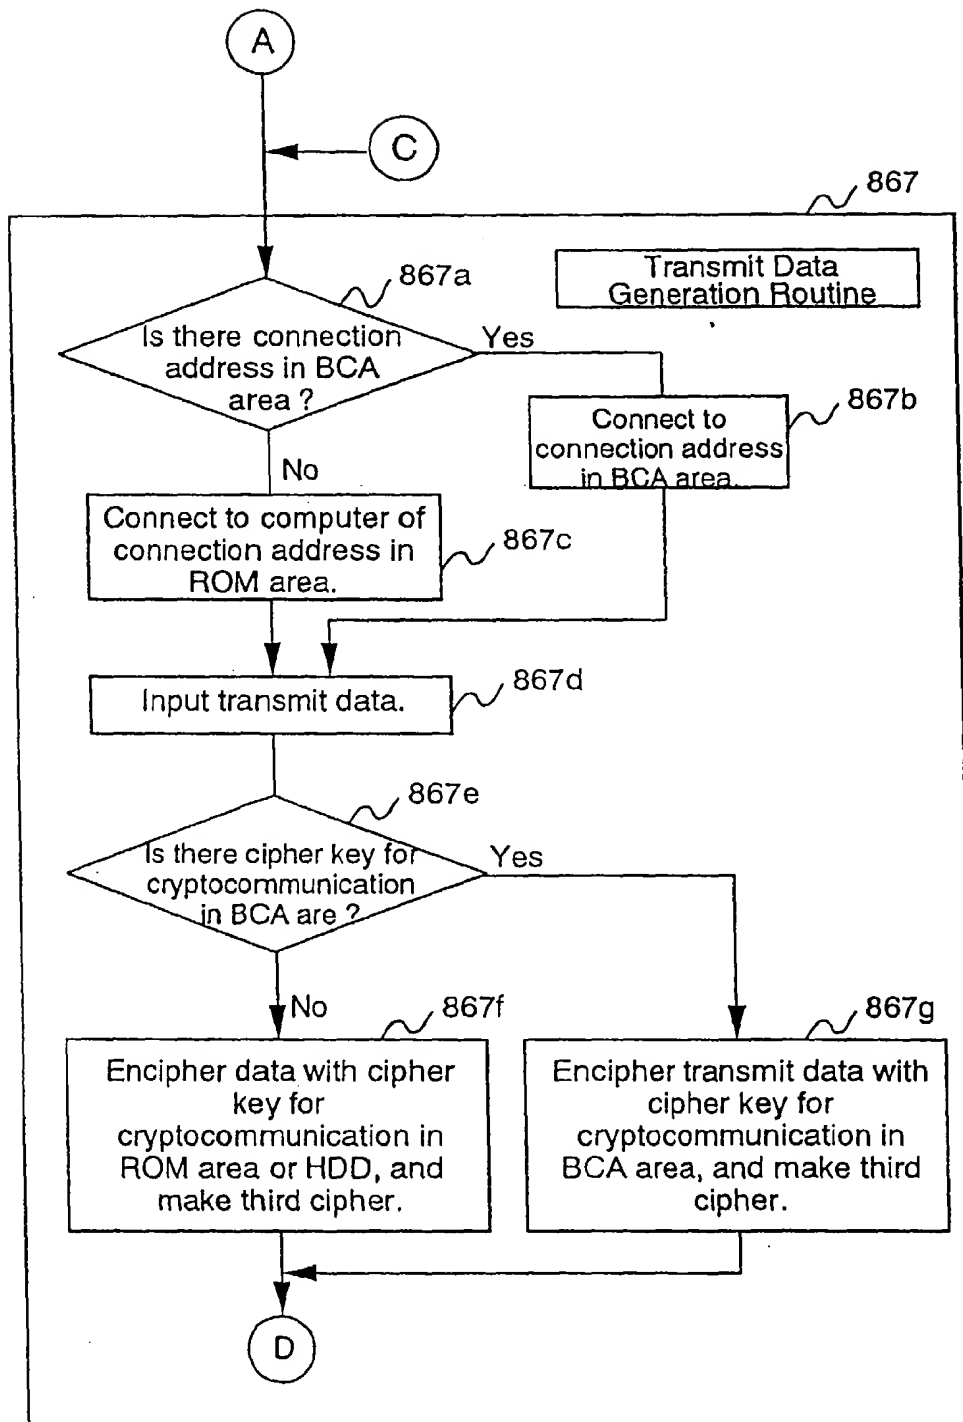 A
C
867
Transmit Data
Generation Routine
867a
Is there connection
address in BCA
area ?
Yes
867b
Connect to
connection address
in BCA area.
No
Connect to computer of
connection address in
ROM area.
867c
Input transmit data.
867d
867e
Is there cipher key for
cryptocommunication
in BCA are ?
Yes
No
867f
Encipher data with cipher
key for
cryptocommunication in
ROM area or HDD, and
make third cipher.
867g
Encipher transmit data with
cipher key for
cryptocommunication in
BCA area, and make third
cipher.
D